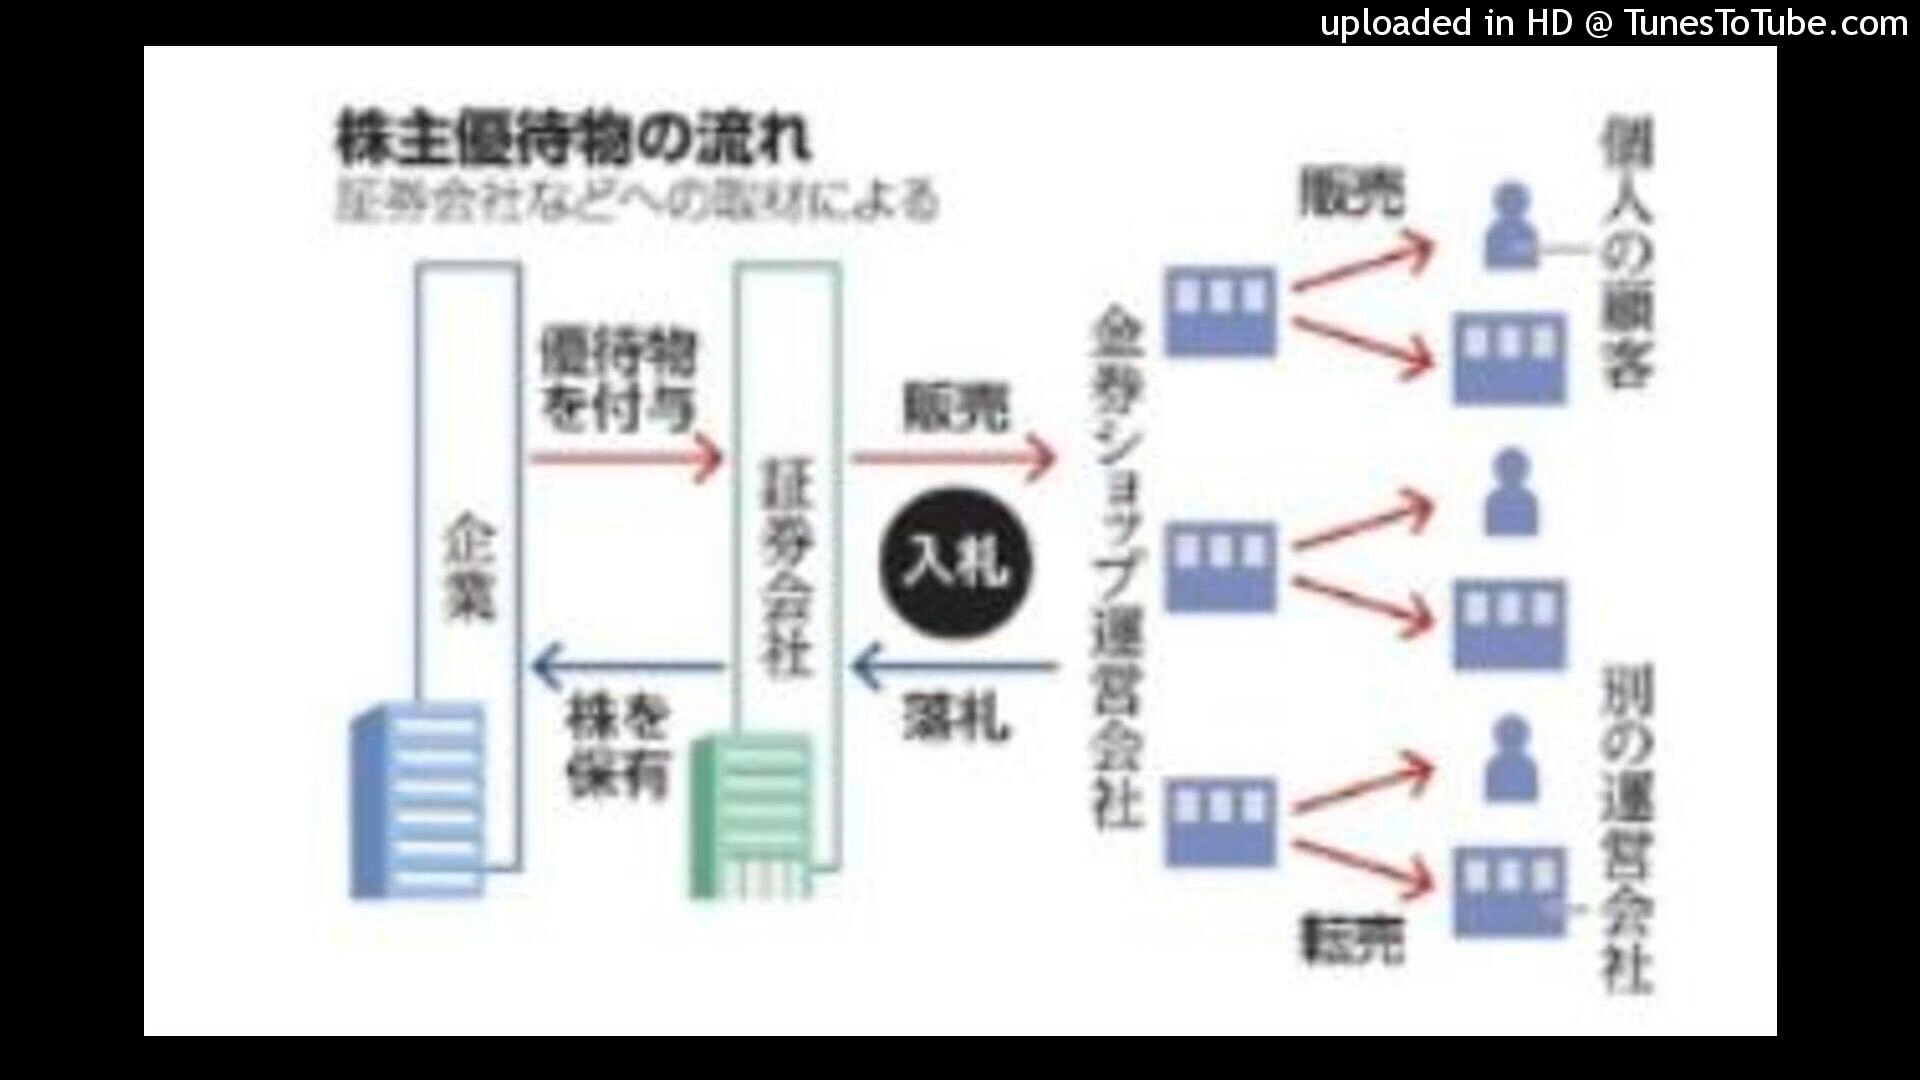 uploaded in HD @ TunesToTube.com
株主優待物の流れ
証券会社などへの取材による
企業
優待物
を付与
株を
保有
証券会社
販売
入札
落札
金券ショップ運営会社
販売
転売
個人の顧客
別の運営会社